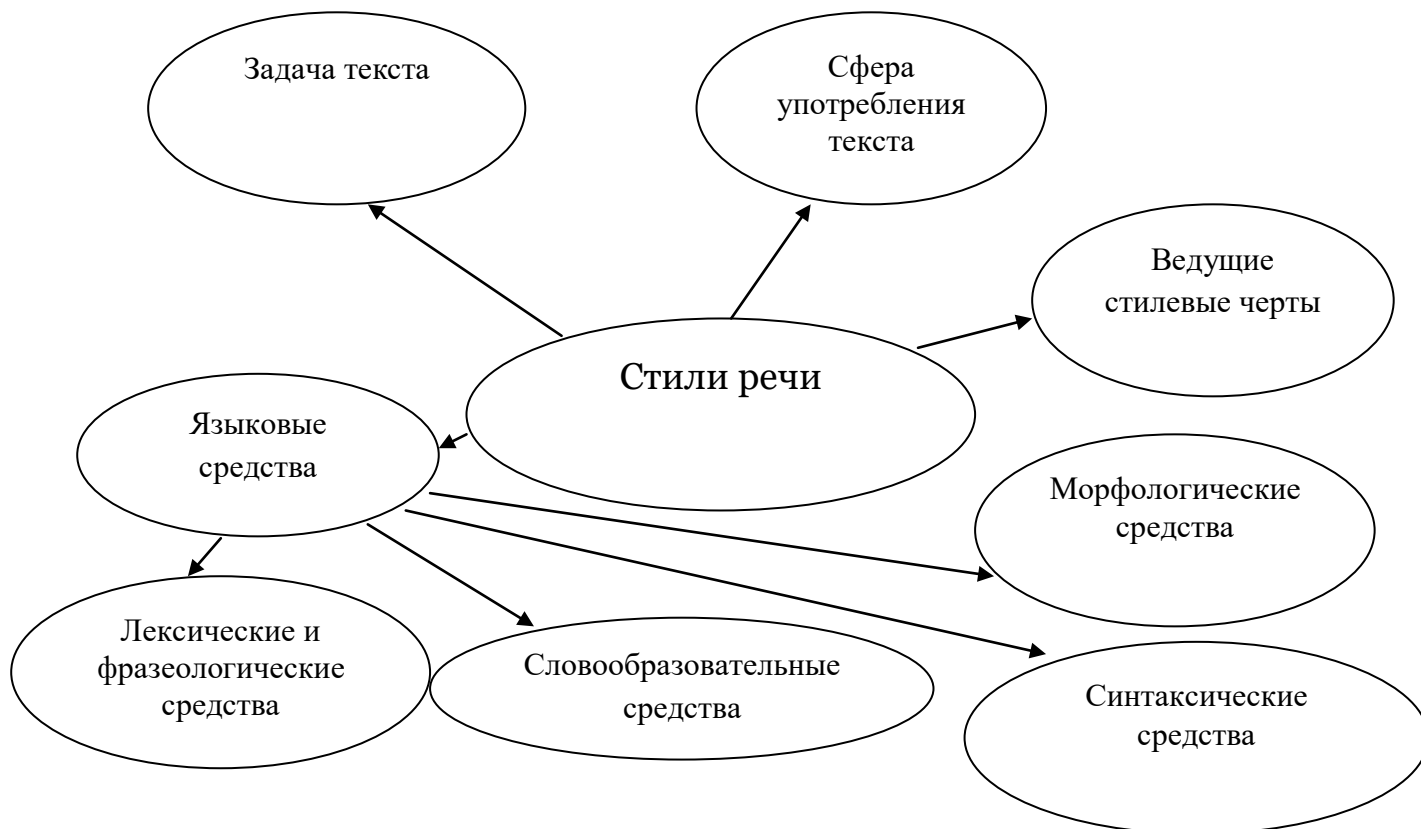 Задача текста
Сфера
употребления
текста
Ведущие
стилевые черты
Стили речи
Языковые
средства
Морфологические
средства
Лексические и
фразеологические
средства
Словообразовательные
средства
Синтаксические
средства